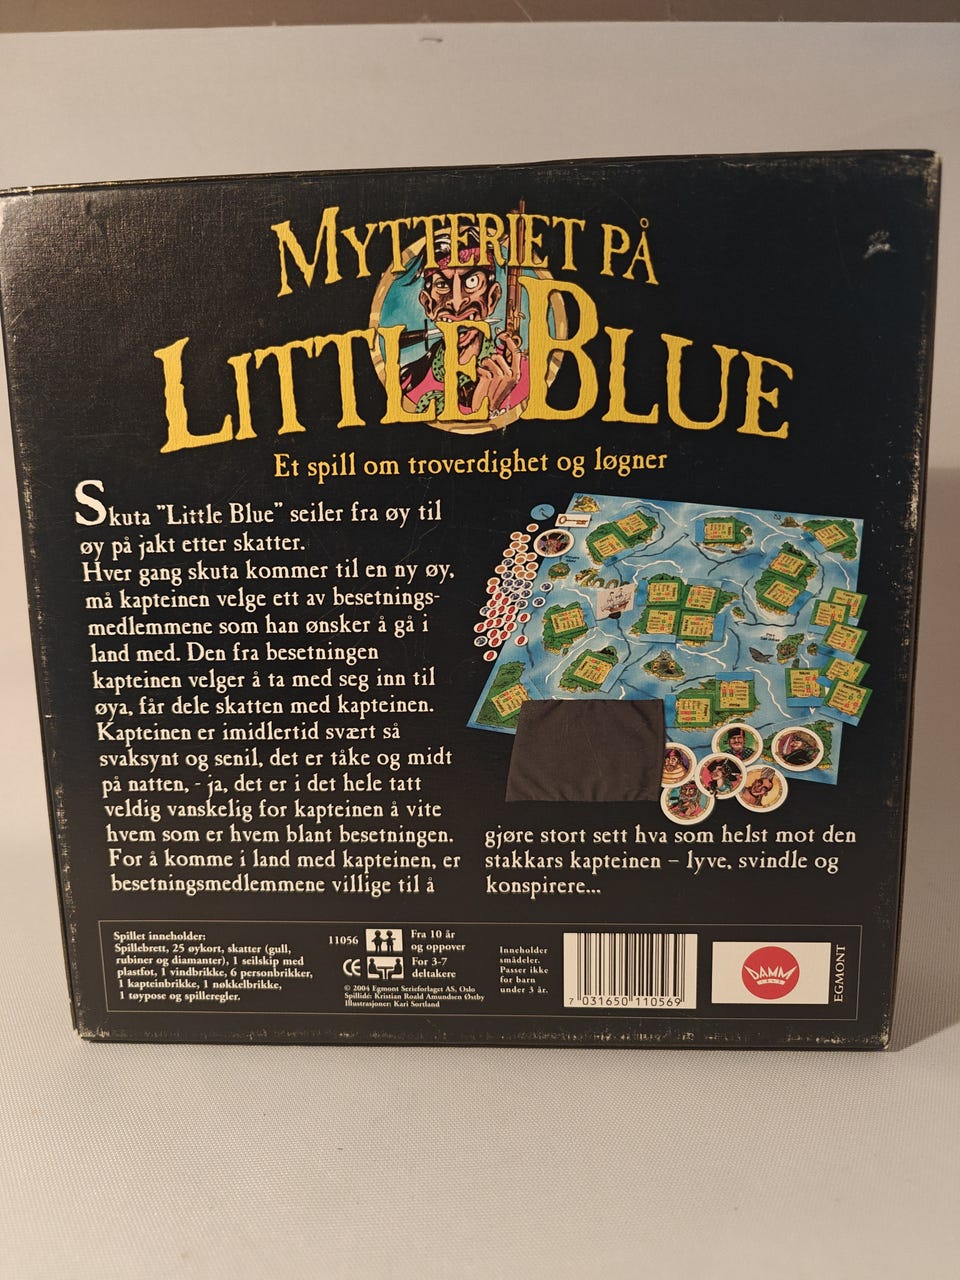 MYTTERIET PÅ
LITTLE BLUE
Et spill om troverdighet og løgner
Skuta "Little Blue" seiler fra øy til
øy på jakt etter skatter.
Hver gang skuta kommer til en ny øy,
må kapteinen velge ett av besetnings-
medlemmene som han ønsker å gå i
land med. Den fra besetningen
kapteinen velger å ta med seg inn til
øya, får dele skatten med kapteinen.
Kapteinen er imidlertid svært så
svaksynt og senil, det er tåke og midt
på natten, - ja, det er i det hele tatt
veldig vanskelig for kapteinen å vite
hvem som er hvem blant besetningen.
For å komme i land med kapteinen, er
besetningsmedlemmene villige til å
gjøre stort sett hva som helst mot den
stakkars kapteinen – lyve, svindle og
konspirere...
Spillet inneholder:
Spillebrett, 25 øykort, skatter (gull,
rubiner og diamanter), 1 seilskip med
plastfot, 1 vindbrikke, 6 personbrikker,
1 kapteinbrikke, 1 nøkkelbrikke,
1 tøypose og spilleregler.
11056
CE
Fra 10 år
og oppover
For 3-7
deltakere
© 2004 Egmont Serieforlaget AS, Oslo
Spillidé: Kristian Roald Amundsen Østby
Illustrasjoner: Kari Sortland
Inneholder
smådeler.
Passer ikke
for barn
under 3 år.
7 031650 110569
DAMM
EGMONT